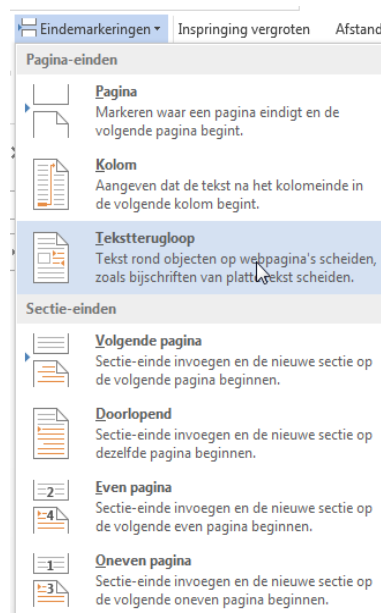 Eindemarkeringen Inspringing vergroten Afstand
Pagina-einden
Pagina
Markeren waar een pagina eindigt en de
volgende pagina begint.
Kolom
Aangeven dat de tekst na het kolomeinde in
de volgende kolom begint.
Tekstterugloop
Tekst rond objecten op webpagina's scheiden,
zoals bijschriften van platte tekst scheiden.
Sectie-einden
Volgende pagina
Sectie-einde invoegen en de nieuwe sectie op
de volgende pagina beginnen.
Doorlopend
Sectie-einde invoegen en de nieuwe sectie op
dezelfde pagina beginnen.
2
4
Even pagina
Sectie-einde invoegen en de nieuwe sectie op
de volgende even pagina beginnen.
1
3
Oneven pagina
Sectie-einde invoegen en de nieuwe sectie op
de volgende oneven pagina beginnen.